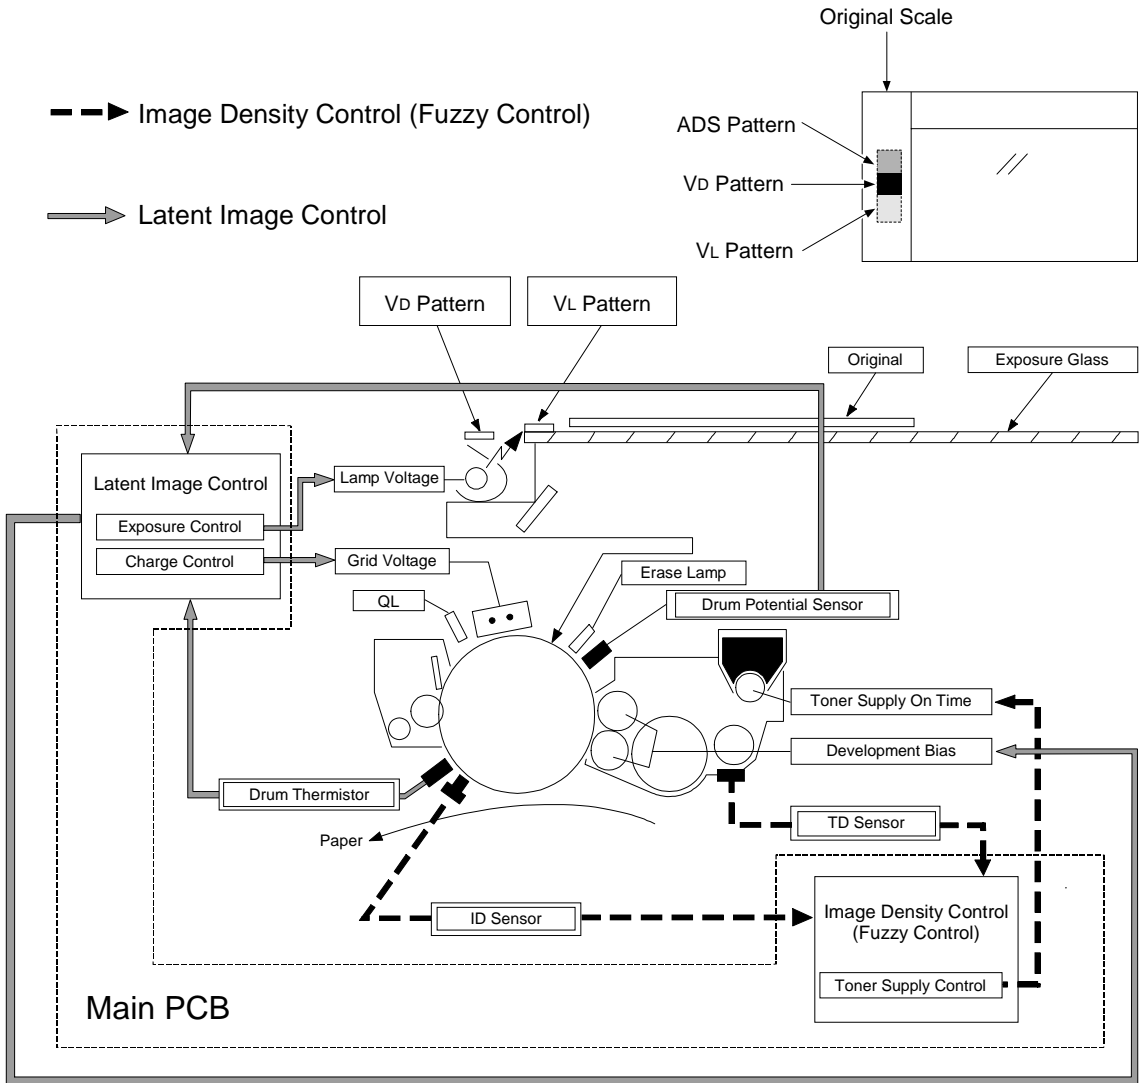 Original Scale
Image Density Control (Fuzzy Control)
ADS Pattern
VD Pattern
Latent Image Control
VL Pattern
VD Pattern
VL Pattern
Original
Exposure Glass
Latent Image Control
Lamp Voltage
Exposure Control
Charge Control
Grid Voltage
Erase Lamp
QL
Drum Potential Sensor
Toner Supply On Time
Development Bias
Drum Thermistor
TD Sensor
Paper
ID Sensor
Image Density Control
(Fuzzy Control)
Toner Supply Control
Main PCB